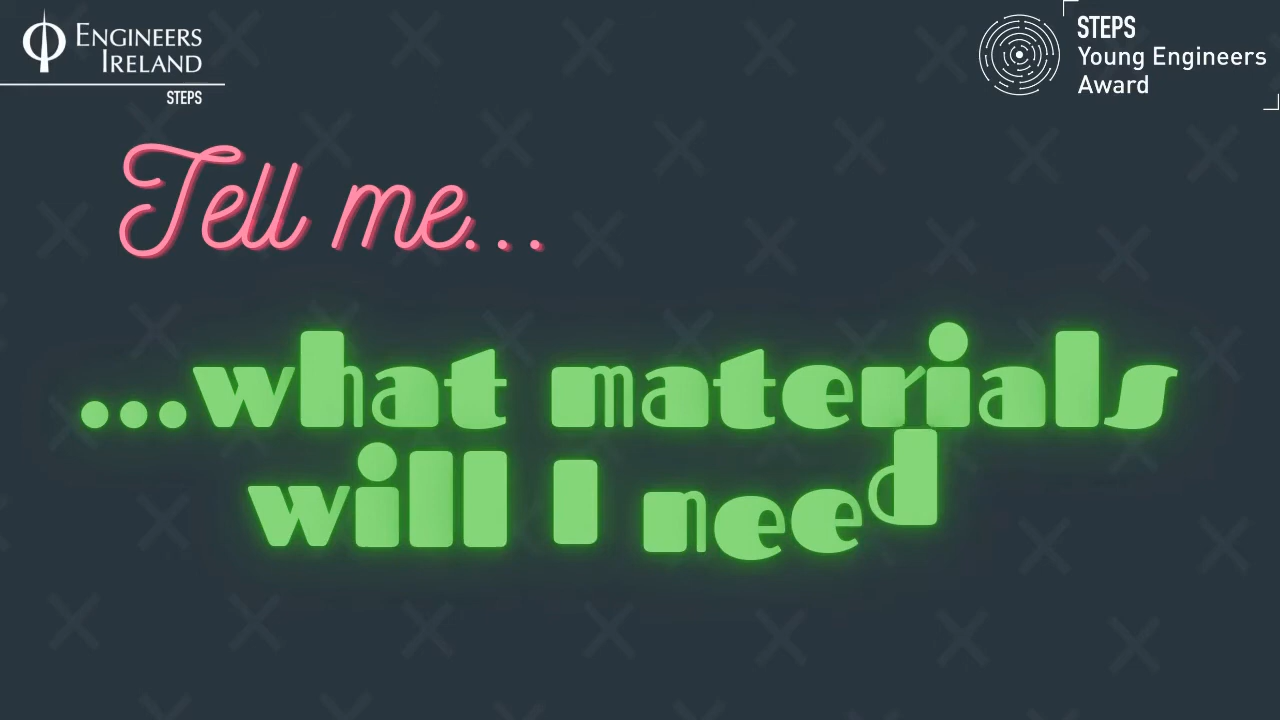 ENGINEERS
IRELAND
STEPS
STEPS
Young Engineers
Award
Tell me...
...what materials
will I need